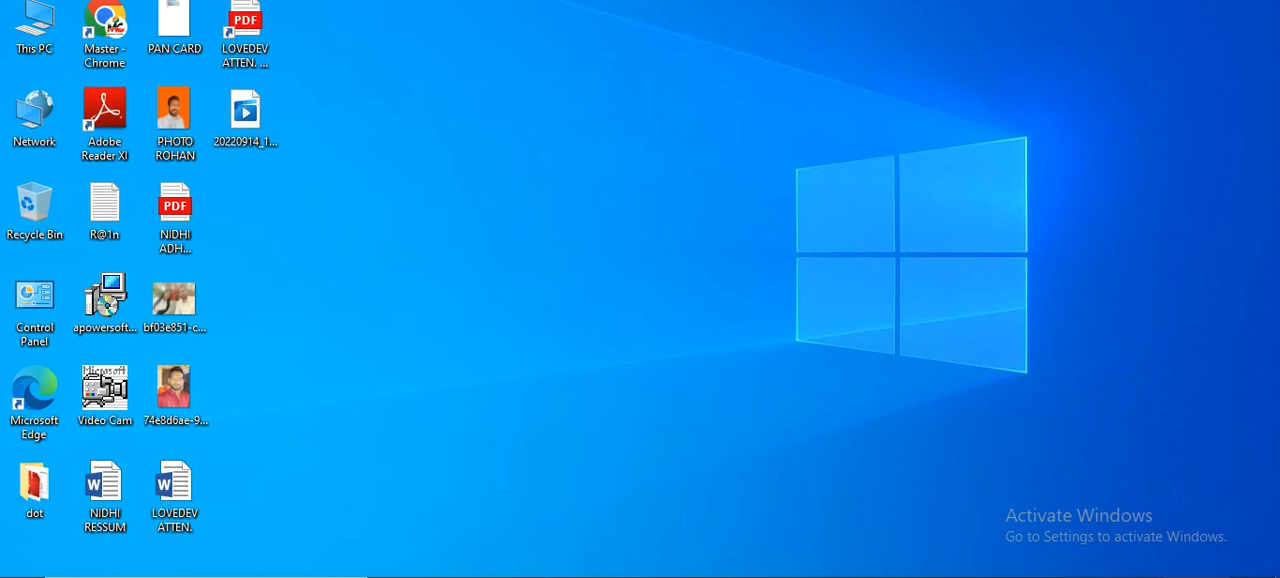 This PC
Master -
Chrome
PAN CARD
PDF
LOVEDEV
ATTEN. ...
Network
Adobe
Reader XI
PHOTO
ROHAN
20220914_1...
Recycle Bin
R@1n
PDF
NIDHI
ADH...
Control
Panel
apowersoft...
bf03e851-c...
Microsoft
Edge
Microsoft
Video Cam
74e8d6ae-9...
dot
W
NIDHI
RESSUM
W
LOVEDEV
ATTEN.
Activate Windows
Go to Settings to activate Windows.